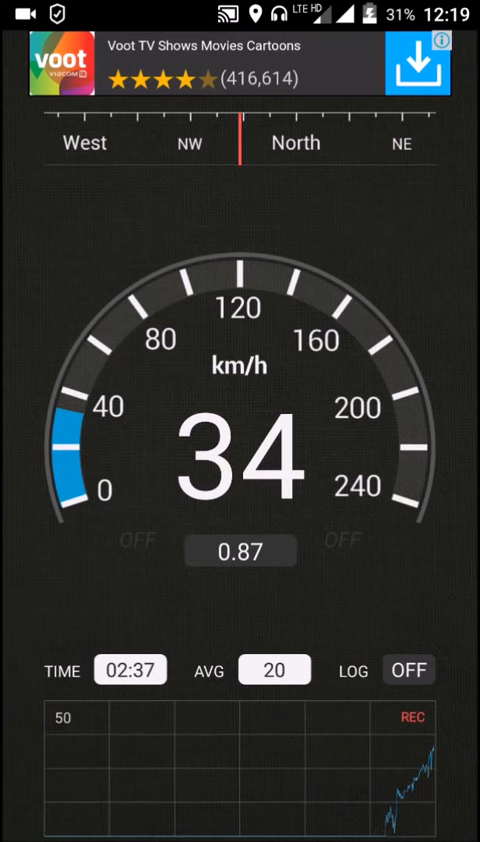 LTE HD 31% 12:19
voot
VIACOM 18
Voot TV Shows Movies Cartoons
(416,614)
West NW North NE
120
80 160
km/h
40 200
34
0 240
OFF OFF
0.87
TIME 02:37 AVG 20 LOG OFF
50 REC